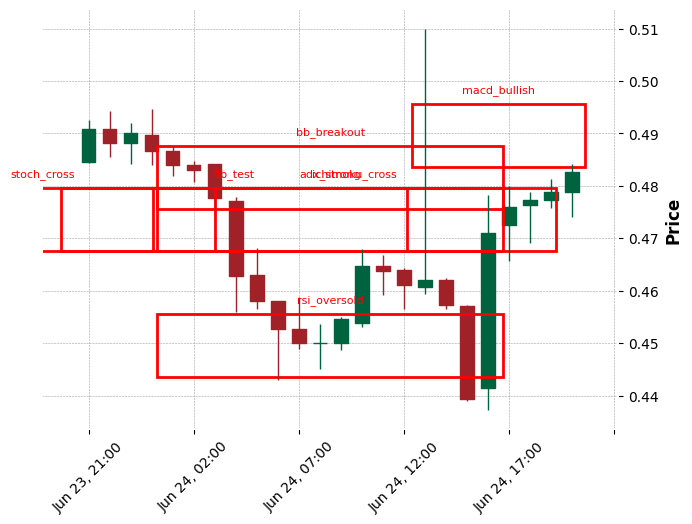 0.51
0.50
macd_bullish
0.49
bb_breakout
stoch_cross
ichimoku_cross
0.48
Price
0.47
0.46
rsi_oversold
0.45
0.44
Jun 23, 21:00
Jun 24, 02:00
Jun 24, 07:00
Jun 24, 12:00
Jun 24, 17:00